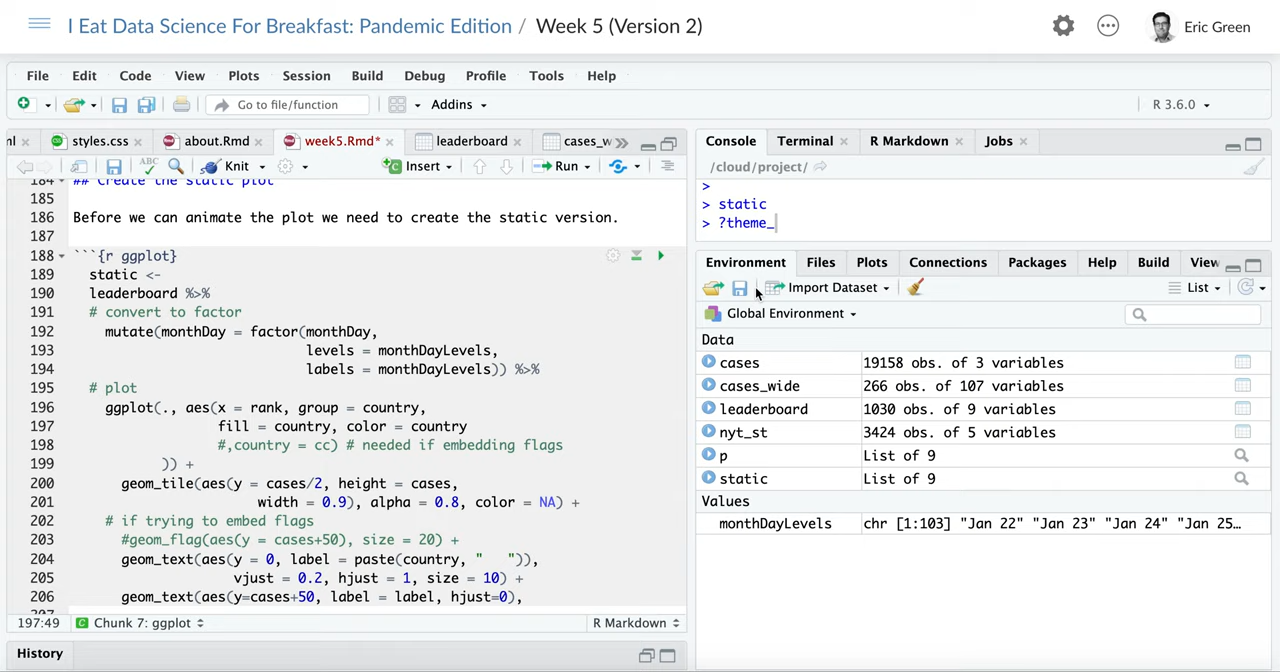 I Eat Data Science For Breakfast: Pandemic Edition / Week 5 (Version 2)
Eric Green
File Edit Code View Plots Session Build Debug Profile Tools Help
Go to file/function
Addins
R 3.6.0
styles.css
about.Rmd
week5.Rmd*
leaderboard
cases_w
ABC
Knit
Insert
Run
184 ## Create the static plot
185
186 Before we can animate the plot we need to create the static version.
187
188 ```{r ggplot}
189 static <-
190 leaderboard %>%
191 # convert to factor
192 mutate(monthDay = factor(monthDay,
193 levels = monthDayLevels,
194 labels = monthDayLevels)) %>%
195 # plot
196 ggplot(., aes(x = rank, group = country,
197 fill = country, color = country
198 #,country = cc) # needed if embedding flags
199 )) +
200 geom_tile(aes(y = cases/2, height = cases,
201 width = 0.9), alpha = 0.8, color = NA) +
202 # if trying to embed flags
203 #geom_flag(aes(y = cases+50), size = 20) +
204 geom_text(aes(y = 0, label = paste(country, "   ")),
205 vjust = 0.2, hjust = 1, size = 10) +
206 geom_text(aes(y=cases+50, label = label, hjust=0),
197:49
Chunk 7: ggplot
R Markdown
History
Console Terminal R Markdown Jobs
/cloud/project/
>
> static
> ?theme_
Environment Files Plots Connections Packages Help Build View
Import Dataset
List
Global Environment
Data
cases 19158 obs. of 3 variables
cases_wide 266 obs. of 107 variables
leaderboard 1030 obs. of 9 variables
nyt_st 3424 obs. of 5 variables
p List of 9
static List of 9
Values
monthDayLevels chr [1:103] "Jan 22" "Jan 23" "Jan 24" "Jan 25…